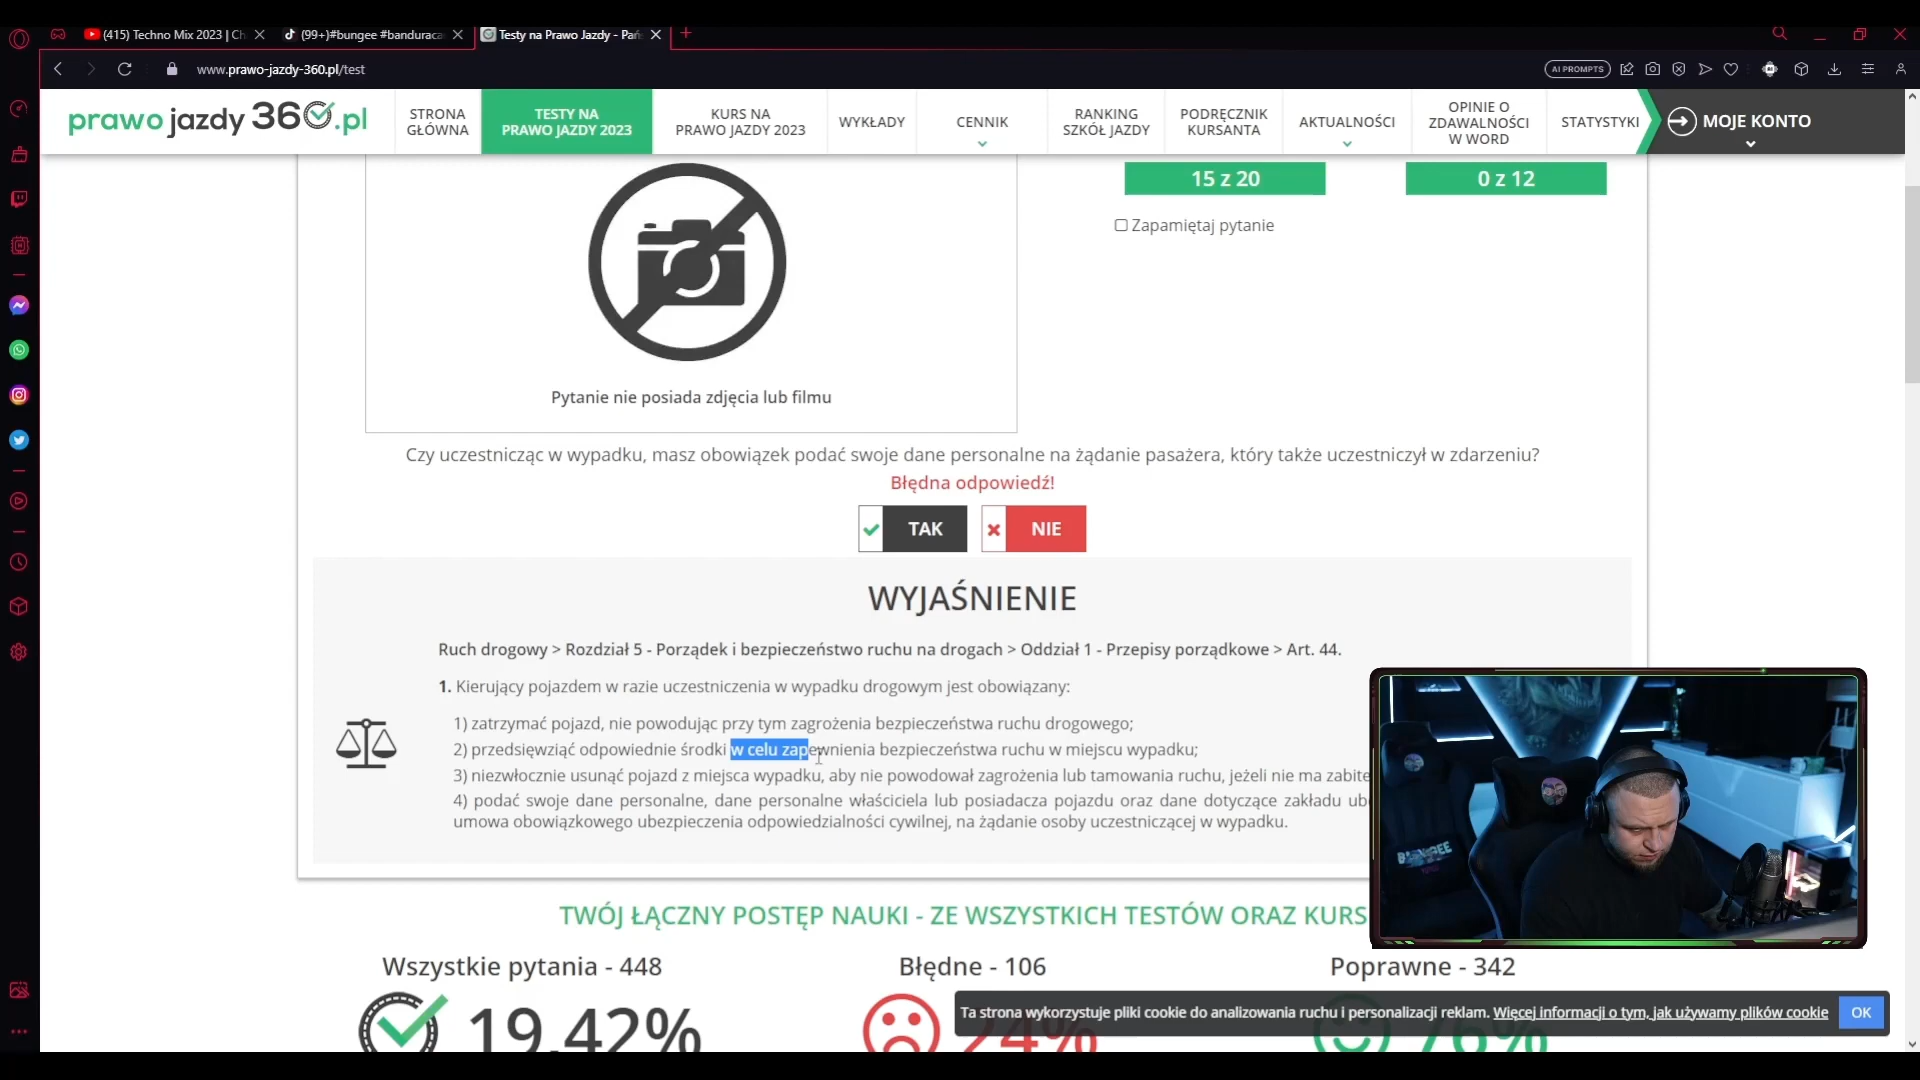 (415) Techno Mix 2023 | Ch
(99+)#bungee #banduraca
Testy na Prawo Jazdy - Pań
www.prawo-jazdy-360.pl/test
AI PROMPTS
prawo jazdy 360.pl
STRONA
GŁÓWNA
TESTY NA
PRAWO JAZDY 2023
KURS NA
PRAWO JAZDY 2023
WYKŁADY
CENNIK
RANKING
SZKÓŁ JAZDY
PODRĘCZNIK
KURSANTA
AKTUALNOŚCI
OPINIE O
ZDAWALNOŚCI
W WORD
STATYSTYKI
MOJE KONTO
15 z 20
0 z 12
Zapamiętaj pytanie
Pytanie nie posiada zdjęcia lub filmu
Czy uczestnicząc w wypadku, masz obowiązek podać swoje dane personalne na żądanie pasażera, który także uczestniczył w zdarzeniu?
Błędna odpowiedź!
TAK
NIE
WYJAŚNIENIE
Ruch drogowy > Rozdział 5 - Porządek i bezpieczeństwo ruchu na drogach > Oddział 1 - Przepisy porządkowe > Art. 44.
1. Kierujący pojazdem w razie uczestniczenia w wypadku drogowym jest obowiązany:
1) zatrzymać pojazd, nie powodując przy tym zagrożenia bezpieczeństwa ruchu drogowego;
2) przedsięwziąć odpowiednie środki w celu zapewnienia bezpieczeństwa ruchu w miejscu wypadku;
3) niezwłocznie usunąć pojazd z miejsca wypadku, aby nie powodował zagrożenia lub tamowania ruchu, jeżeli nie ma zabite
4) podać swoje dane personalne, dane personalne właściciela lub posiadacza pojazdu oraz dane dotyczące zakładu ub
umowa obowiązkowego ubezpieczenia odpowiedzialności cywilnej, na żądanie osoby uczestniczącej w wypadku.
TWÓJ ŁĄCZNY POSTĘP NAUKI - ZE WSZYSTKICH TESTÓW ORAZ KURS
Wszystkie pytania - 448
Błędne - 106
Poprawne - 342
19,42%
24%
76%
Ta strona wykorzystuje pliki cookie do analizowania ruchu i personalizacji reklam. Więcej informacji o tym, jak używamy plików cookie
OK